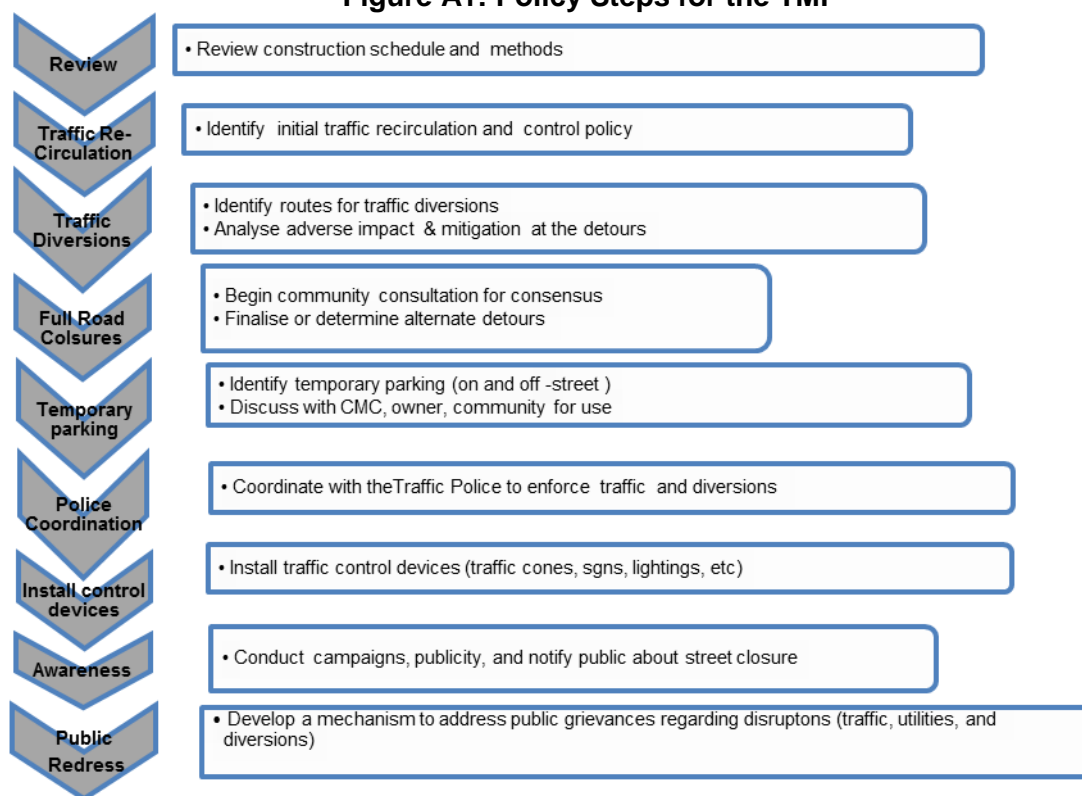 Figure A1: Policy Steps for the TMP
Review
• Review construction schedule and methods
Traffic Re-
Circulation
• Identify initial traffic recirculation and control policy
Traffic
Diversions
• Identify routes for traffic diversions
• Analyse adverse impact & mitigation at the detours
Full Road
Colsures
• Begin community consultation for consensus
• Finalise or determine alternate detours
Temporary
parking
• Identify temporary parking (on and off -street )
• Discuss with CMC, owner, community for use
Police
Coordination
• Coordinate with theTraffic Police to enforce traffic and diversions
Install control
devices
• Install traffic control devices (traffic cones, sgns, lightings, etc)
Awareness
• Conduct campaigns, publicity, and notify public about street closure
Public
Redress
• Develop a mechanism to address public grievances regarding disruptons (traffic, utilities, and
diversions)